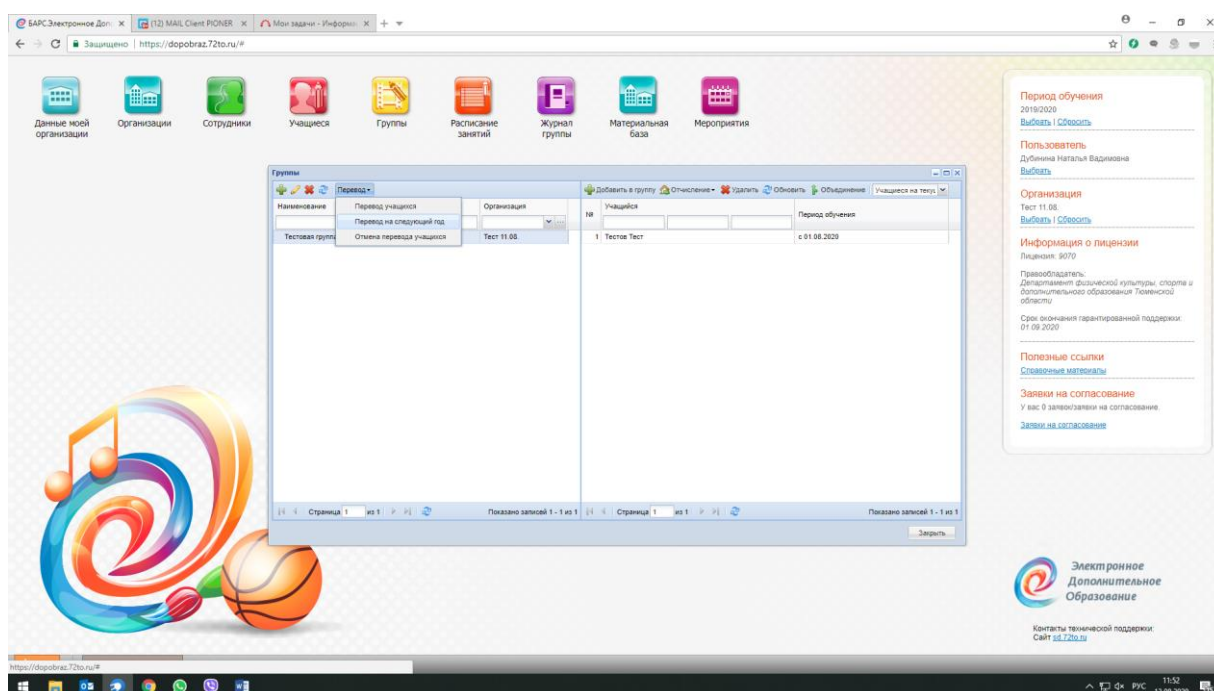 БАРС.Электронное Доп
(12) MAIL Client PIONER
Мои задачи - Информ
Защищено | https://dopobraz.72to.ru/#
Данные моей организации
Организации
Сотрудники
Учащиеся
Группы
Расписание занятий
Журнал группы
Материальная база
Мероприятия
Группы
Перевод
Перевод учащихся
Перевод на следующий год
Отмена перевода учащихся
Наименование
Организация
Тестовая групп
Тест 11.08.
Страница 1 из 1
Показано записей 1 - 1 из 1
Добавить в группу Отчисление Удалить Обновить Объединение Учащиеся на теку
№ Учащийся Период обучения
1 Тестов Тест с 01.08.2020
Страница 1 из 1
Показано записей 1 - 1 из 1
Закрыть
Период обучения
2019/2020
Выбрать | Сбросить
Пользователь
Дубинина Наталья Вадимовна
Выбрать
Организация
Тест 11.08.
Выбрать | Сбросить
Информация о лицензии
Лицензия: 9070
Правообладатель:
Департамент физической культуры, спорта и
дополнительного образования Тюменской
области
Срок окончания гарантированной поддержки:
01.09.2020
Полезные ссылки
Справочные материалы
Заявки на согласование
У вас 0 заявок/заявки на согласование.
Заявки на согласование
Электронное
Дополнительное
Образование
Контакты технической поддержки:
Сайт sd.72to.ru
https://dopobraz.72to.ru/#
РУС
11:52